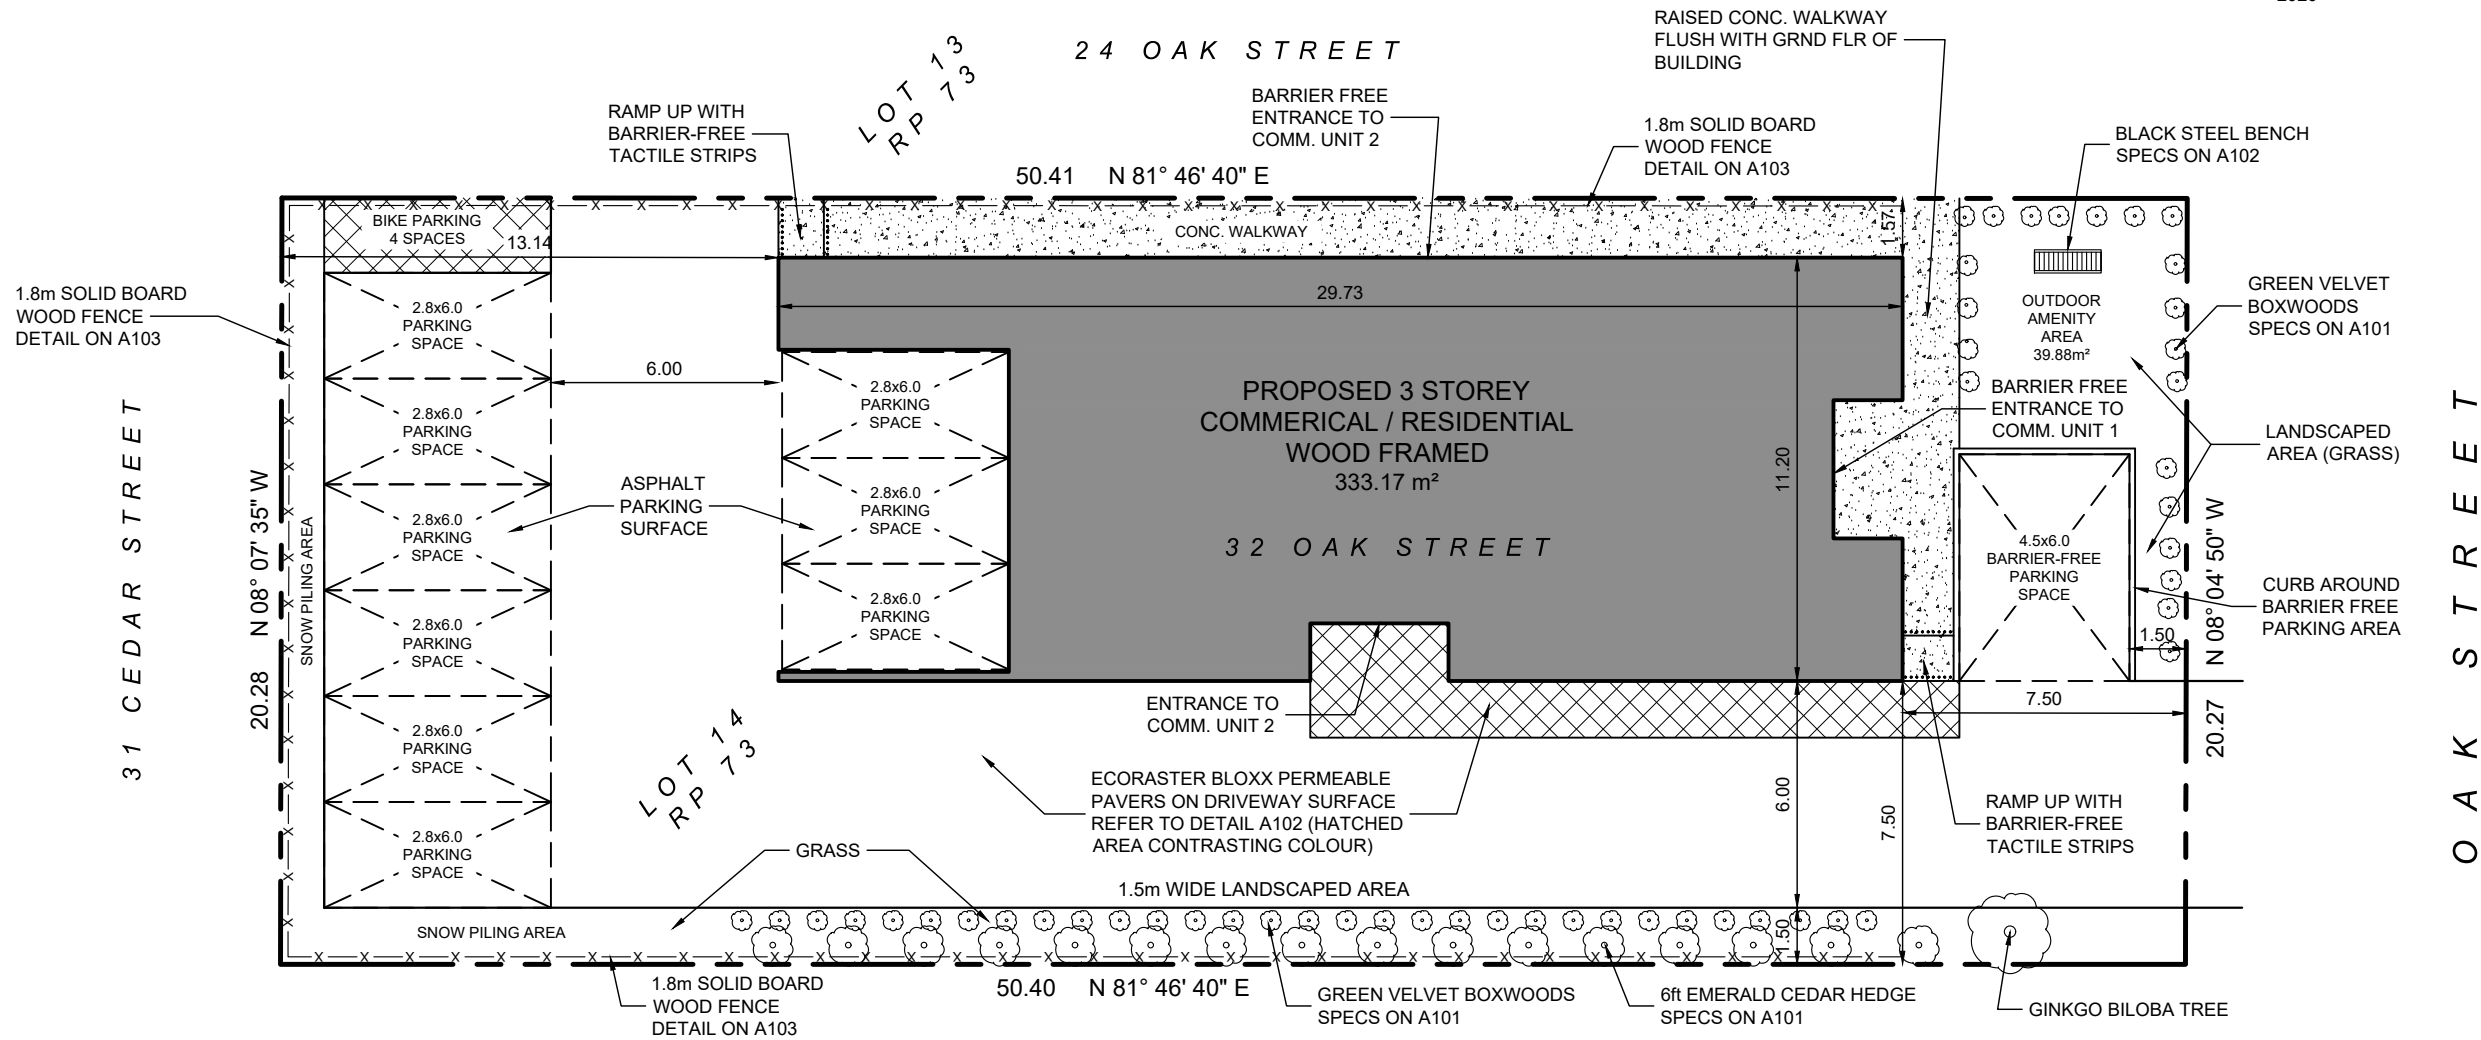 RAISED CONC. WALKWAY
FLUSH WITH GRND FLR OF
BUILDING
24 OAK STREET
LOT 13
RP 73
BARRIER FREE
ENTRANCE TO
COMM. UNIT 2
RAMP UP WITH
BARRIER-FREE
TACTILE STRIPS
1.8m SOLID BOARD
WOOD FENCE
DETAIL ON A103
BLACK STEEL BENCH
SPECS ON A102
50.41 N 81° 46' 40" E
BIKE PARKING
4 SPACES
13.14
CONC. WALKWAY
1.57
1.8m SOLID BOARD
WOOD FENCE
DETAIL ON A103
2.8x6.0
PARKING
SPACE
29.73
OUTDOOR
AMENITY
AREA
39.88m²
GREEN VELVET
BOXWOODS
SPECS ON A101
6.00
2.8x6.0
PARKING
SPACE
2.8x6.0
PARKING
SPACE
PROPOSED 3 STOREY
COMMERICAL / RESIDENTIAL
WOOD FRAMED
333.17 m²
11.20
BARRIER FREE
ENTRANCE TO
COMM. UNIT 1
LANDSCAPED
AREA (GRASS)
31 CEDAR STREET
20.28 N 08° 07' 35" W
SNOW PILING AREA
ASPHALT
PARKING
SURFACE
2.8x6.0
PARKING
SPACE
2.8x6.0
PARKING
SPACE
32 OAK STREET
4.5x6.0
BARRIER-FREE
PARKING
SPACE
20.27 N 08° 04' 50" W
OAK STREET
CURB AROUND
BARRIER FREE
PARKING AREA
2.8x6.0
PARKING
SPACE
2.8x6.0
PARKING
SPACE
1.50
ENTRANCE TO
COMM. UNIT 2
7.50
2.8x6.0
PARKING
SPACE
LOT 14
RP 73
ECORASTER BLOXX PERMEABLE
PAVERS ON DRIVEWAY SURFACE
REFER TO DETAIL A102 (HATCHED
AREA CONTRASTING COLOUR)
6.00
7.50
RAMP UP WITH
BARRIER-FREE
TACTILE STRIPS
2.8x6.0
PARKING
SPACE
GRASS
1.5m WIDE LANDSCAPED AREA
SNOW PILING AREA
1.50
1.8m SOLID BOARD
WOOD FENCE
DETAIL ON A103
50.40 N 81° 46' 40" E
GREEN VELVET BOXWOODS
SPECS ON A101
6ft EMERALD CEDAR HEDGE
SPECS ON A101
GINKGO BILOBA TREE